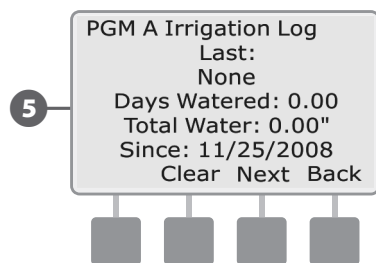 PGM A Irrigation Log
Last:
None
5
Days Watered: 0.00
Total Water: 0.00"
Since: 11/25/2008
Clear Next Back